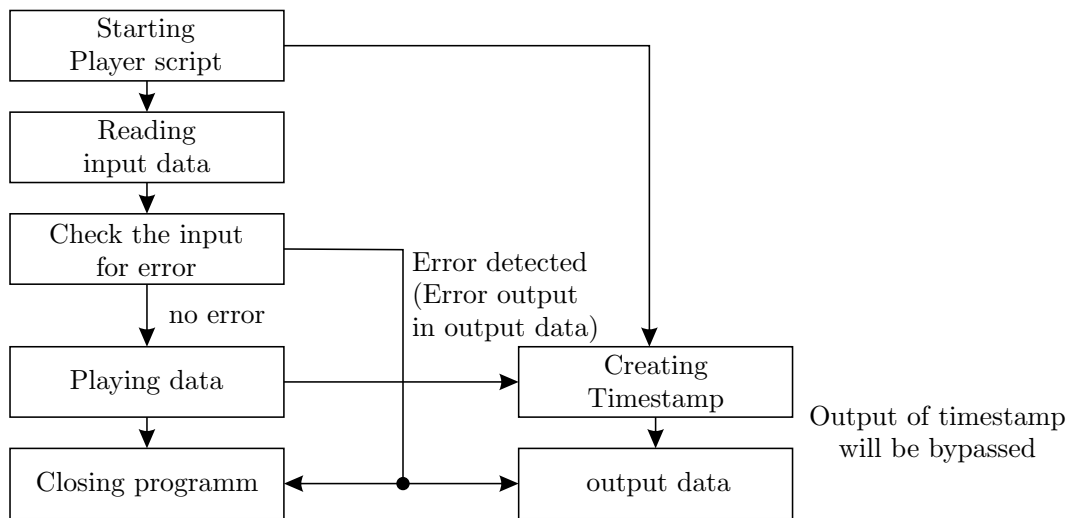 Starting
Player script
Reading
input data
Check the input
for error
Error detected
(Error output
in output data)
no error
Playing data
Creating
Timestamp
Output of timestamp
will be bypassed
Closing programm
output data